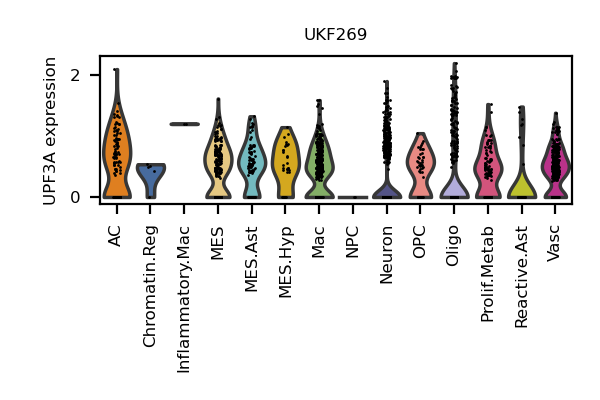 UKF269
UPF3A expression
2
0
AC
Chromatin.Reg
Inflammatory.Mac
MES
MES.Ast
MES.Hyp
Mac
NPC
Neuron
OPC
Oligo
Prolif.Metab
Reactive.Ast
Vasc